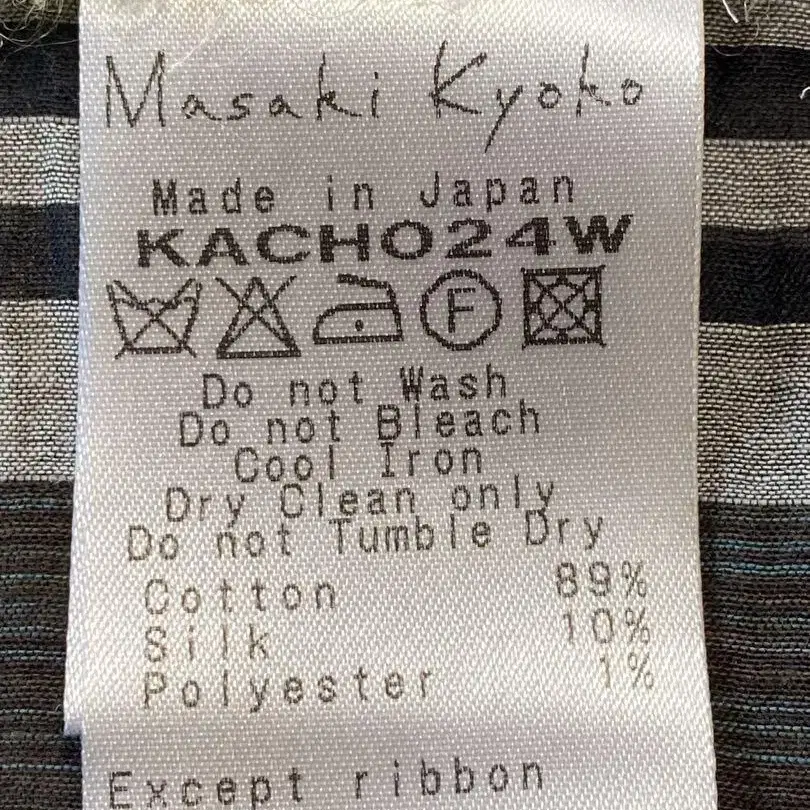 Masaki Kyoko
Made in Japan
KACHO24W
F
Do not Wash
Do not Bleach
Cool Iron
Dry Clean only
Do not Tumble Dry
Cotton 89%
Silk 10%
Polyester 1%
Except ribbon